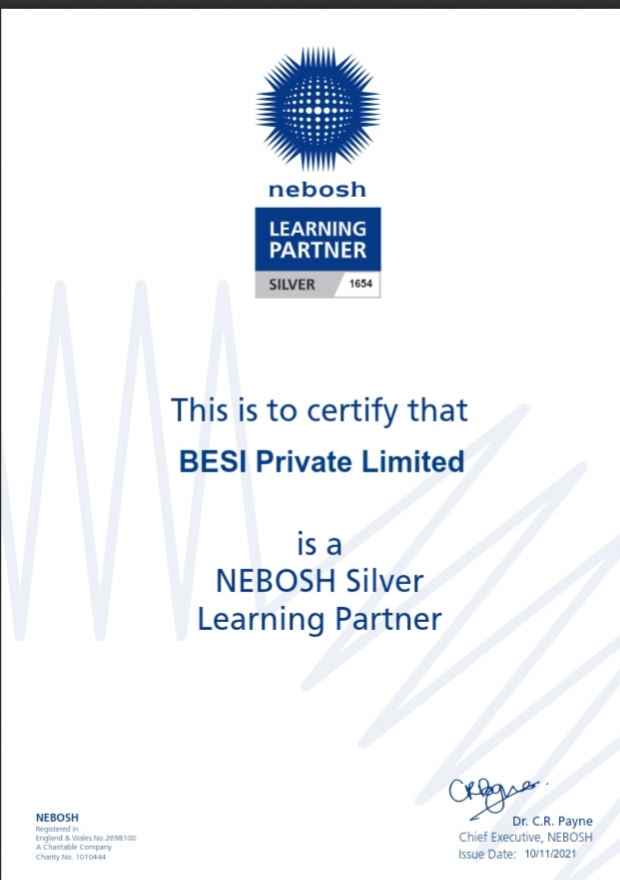 nebosh
LEARNING
PARTNER
SILVER 1654
This is to certify that
BESI Private Limited
is a
NEBOSH Silver
Learning Partner
NEBOSH
Registered in
England & Wales No.2698100
A Charitable Company
Charity No. 1010444
Dr. C.R. Payne
Chief Executive, NEBOSH
Issue Date: 10/11/2021